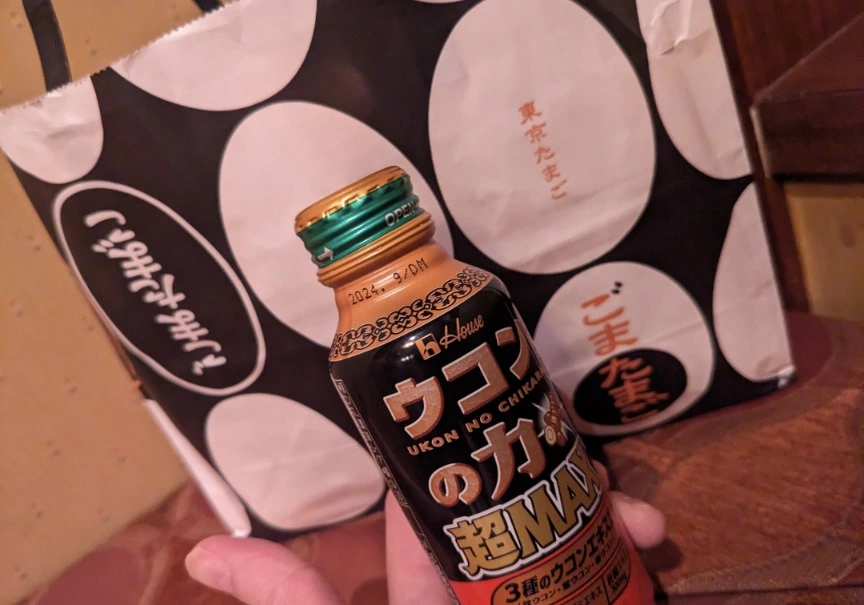 東京たまご
ごまたまご
ごまたまご
OPEN
2024. 9/DM
House
ウコン
UKON NO CHIKARA
の力
超MAX
3種のウコンエキス